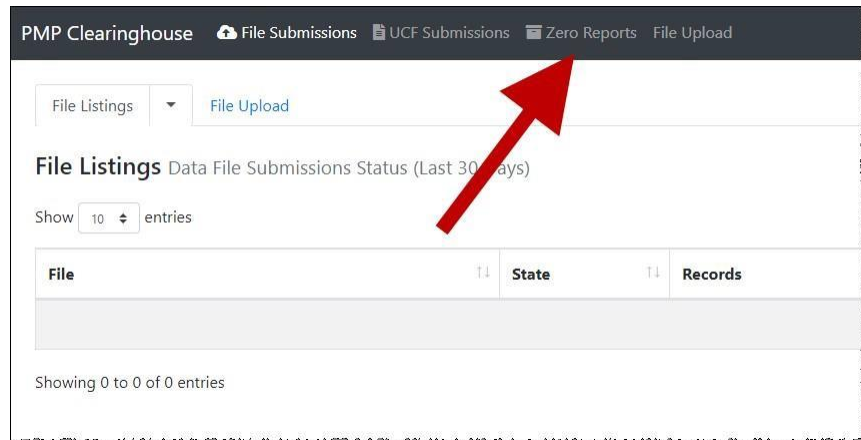 PMP Clearinghouse File Submissions UCF Submissions Zero Reports File Upload
File Listings File Upload
File Listings Data File Submissions Status (Last 30 Days)
Show 10 entries
File State Records
Showing 0 to 0 of 0 entries